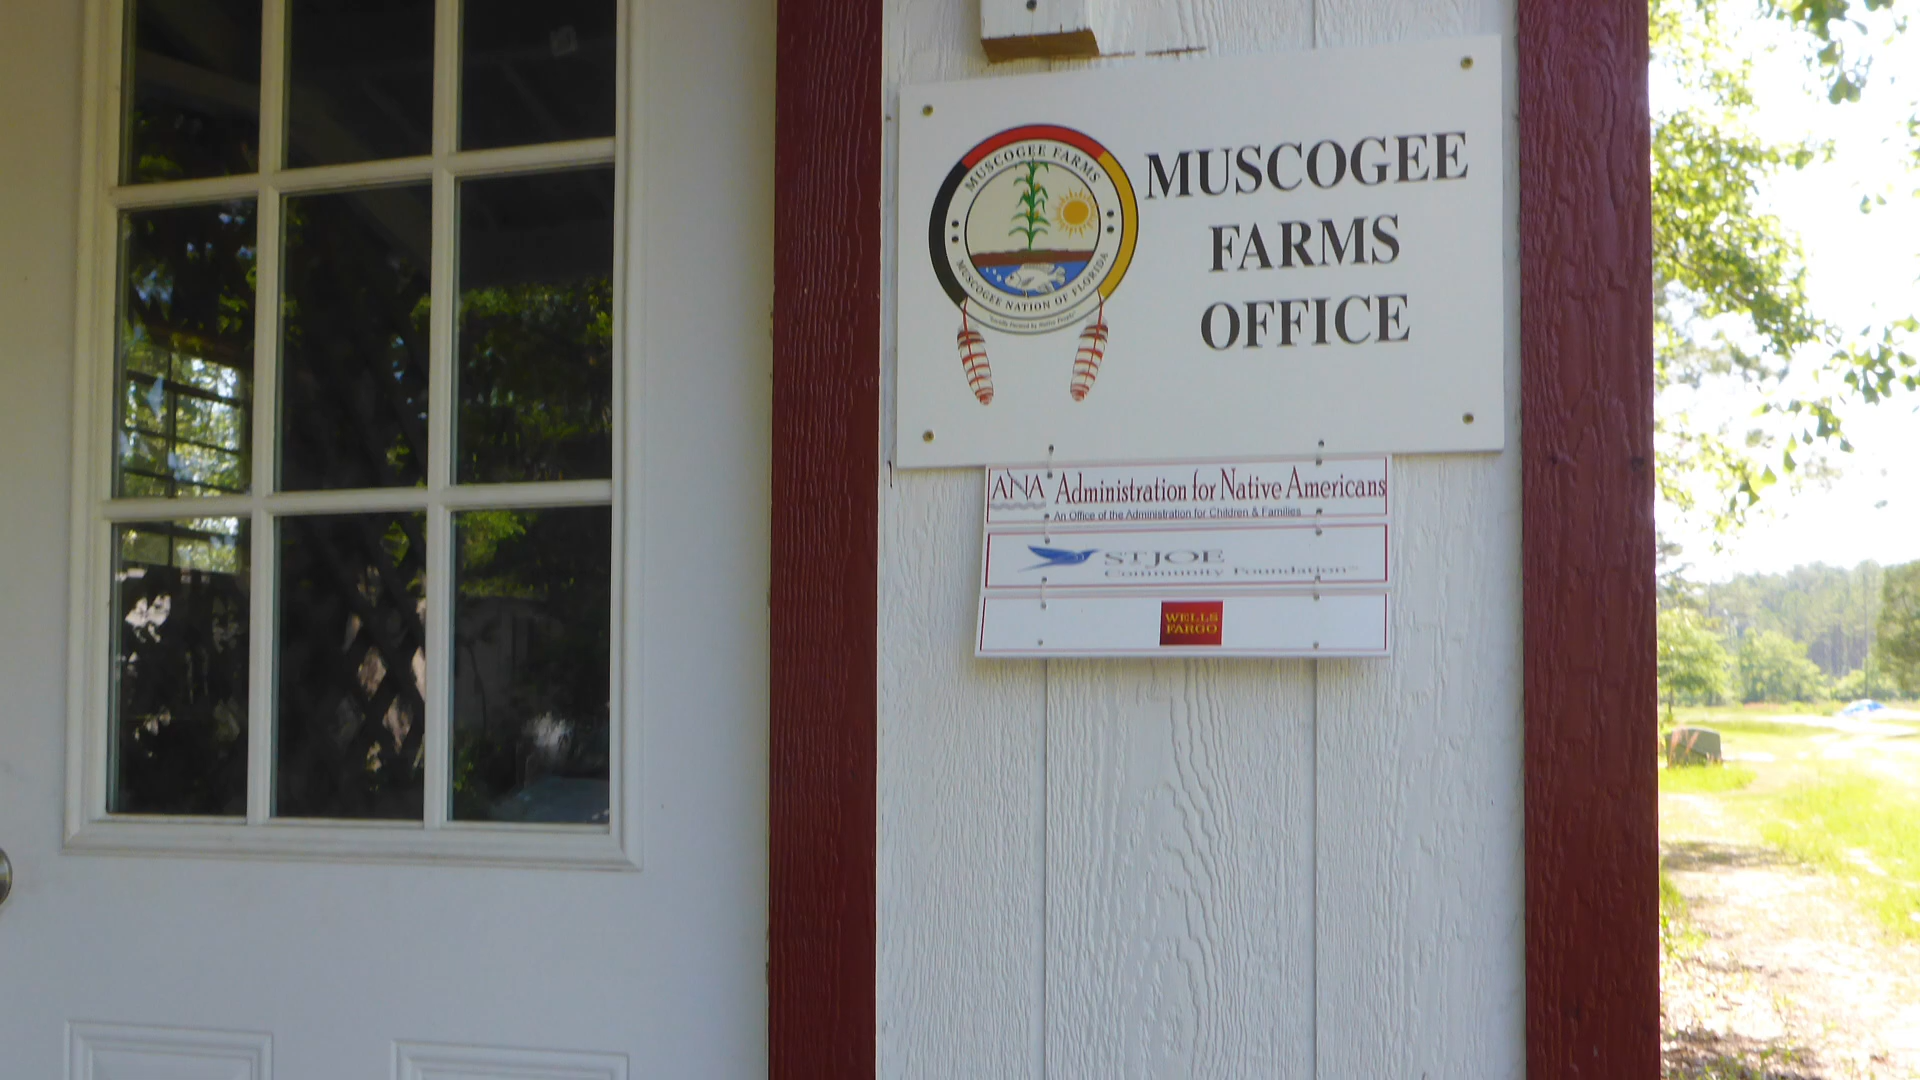 MUSCOGEE FARMS
MUSCOGEE NATION OF FLORIDA
MUSCOGEE
FARMS
OFFICE
ANA Administration for Native Americans
An Office of the Administration for Children & Families
ST JOE
Community Foundation
WELLS
FARGO